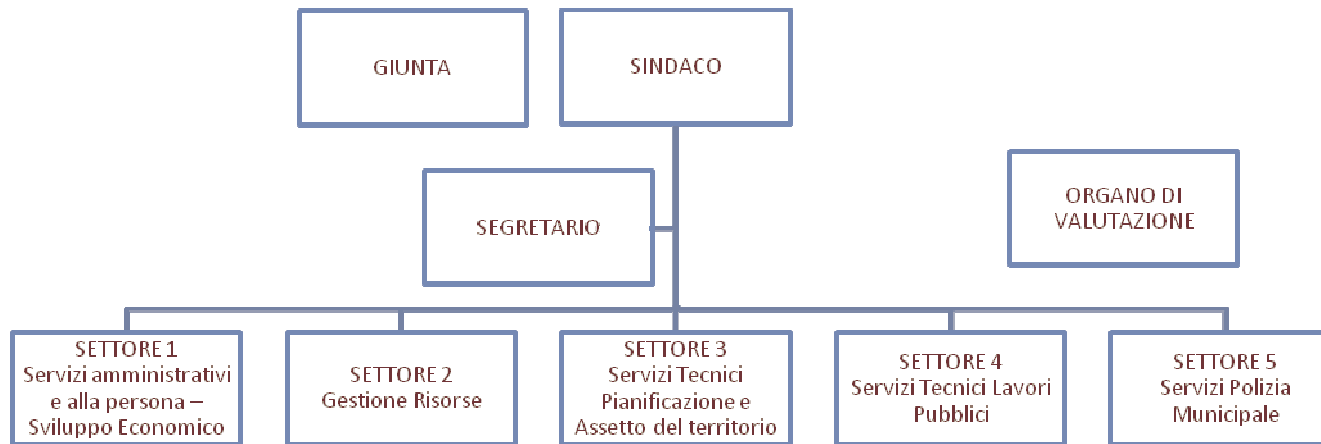 GIUNTA
SINDACO
SEGRETARIO
ORGANO DI
VALUTAZIONE
SETTORE 1
Servizi amministrativi
e alla persona –
Sviluppo Economico
SETTORE 2
Gestione Risorse
SETTORE 3
Servizi Tecnici
Pianificazione e
Assetto del territorio
SETTORE 4
Servizi Tecnici Lavori
Pubblici
SETTORE 5
Servizi Polizia
Municipale